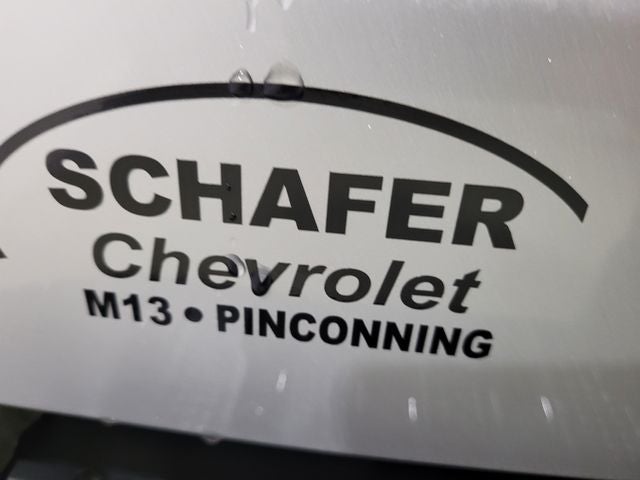 SCHAFER
Chevrolet
M13 • PINCONNING